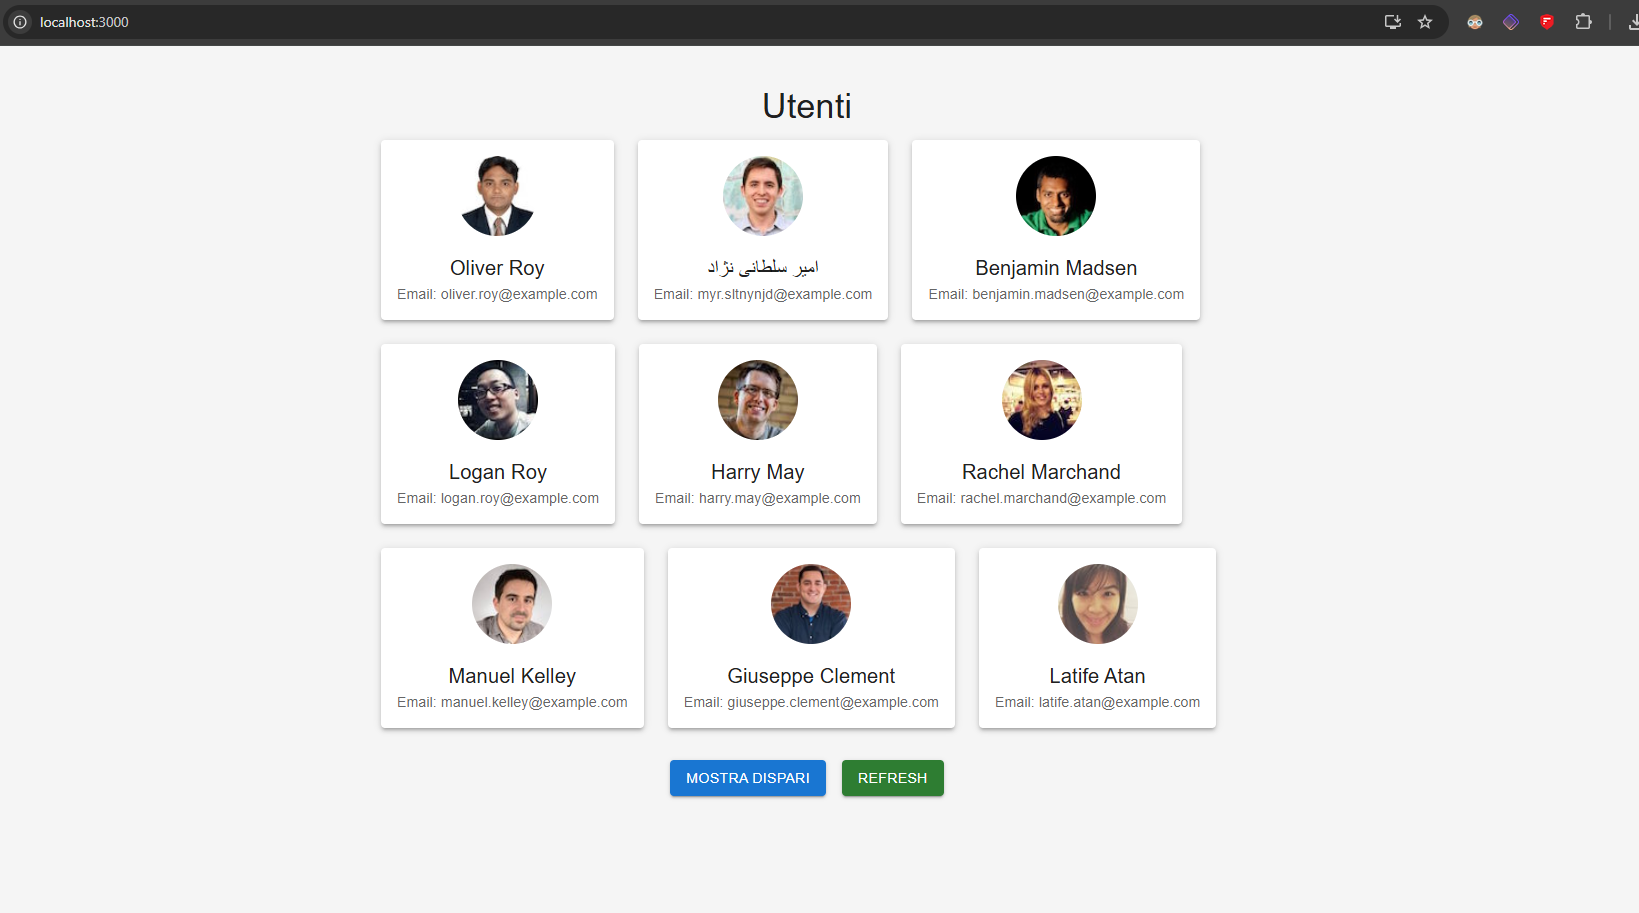 localhost:3000
Utenti
Oliver Roy
Email: oliver.roy@example.com
امیر سلطانی نژاد
Email: myr.sltnynjd@example.com
Benjamin Madsen
Email: benjamin.madsen@example.com
Logan Roy
Email: logan.roy@example.com
Harry May
Email: harry.may@example.com
Rachel Marchand
Email: rachel.marchand@example.com
Manuel Kelley
Email: manuel.kelley@example.com
Giuseppe Clement
Email: giuseppe.clement@example.com
Latife Atan
Email: latife.atan@example.com
MOSTRA DISPARI
REFRESH